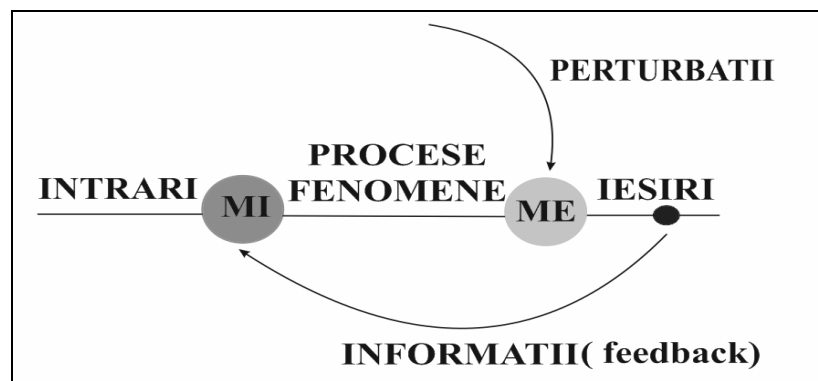 PERTURBATII
PROCESE
INTRARI FENOMENE IESIRI
MI ME
INFORMATII( feedback)